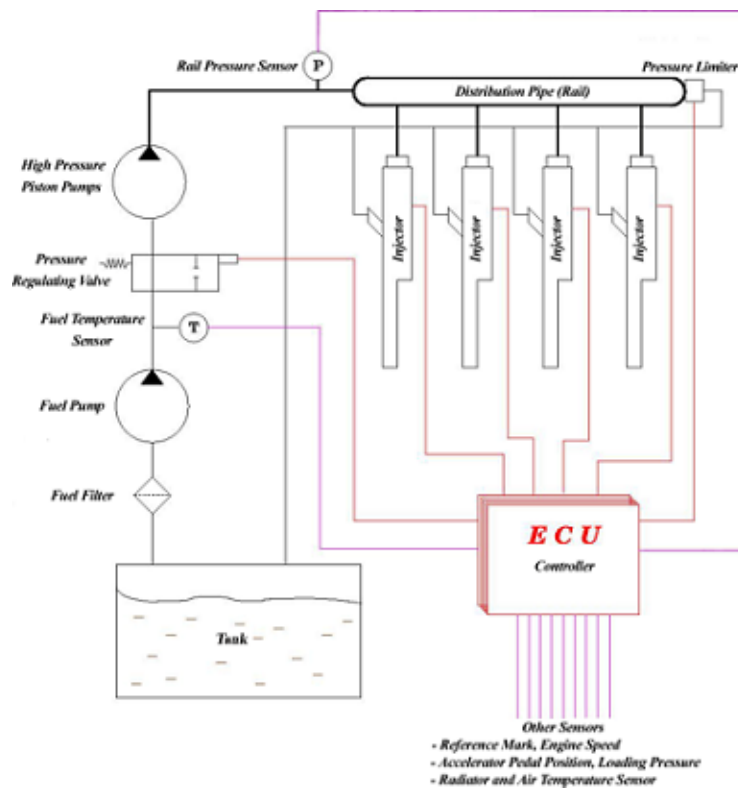 Rail Pressure Sensor
P
Pressure Limiter
Distribution Pipe (Rail)
High Pressure
Piston Pumps
Injector
Injector
Injector
Injector
Pressure
Regulating Valve
Fuel Temperature
Sensor
T
Fuel Pump
Fuel Filter
ECU
Controller
Tank
Other Sensors
- Reference Mark, Engine Speed
- Accelerator Pedal Position, Loading Pressure
- Radiator and Air Temperature Sensor